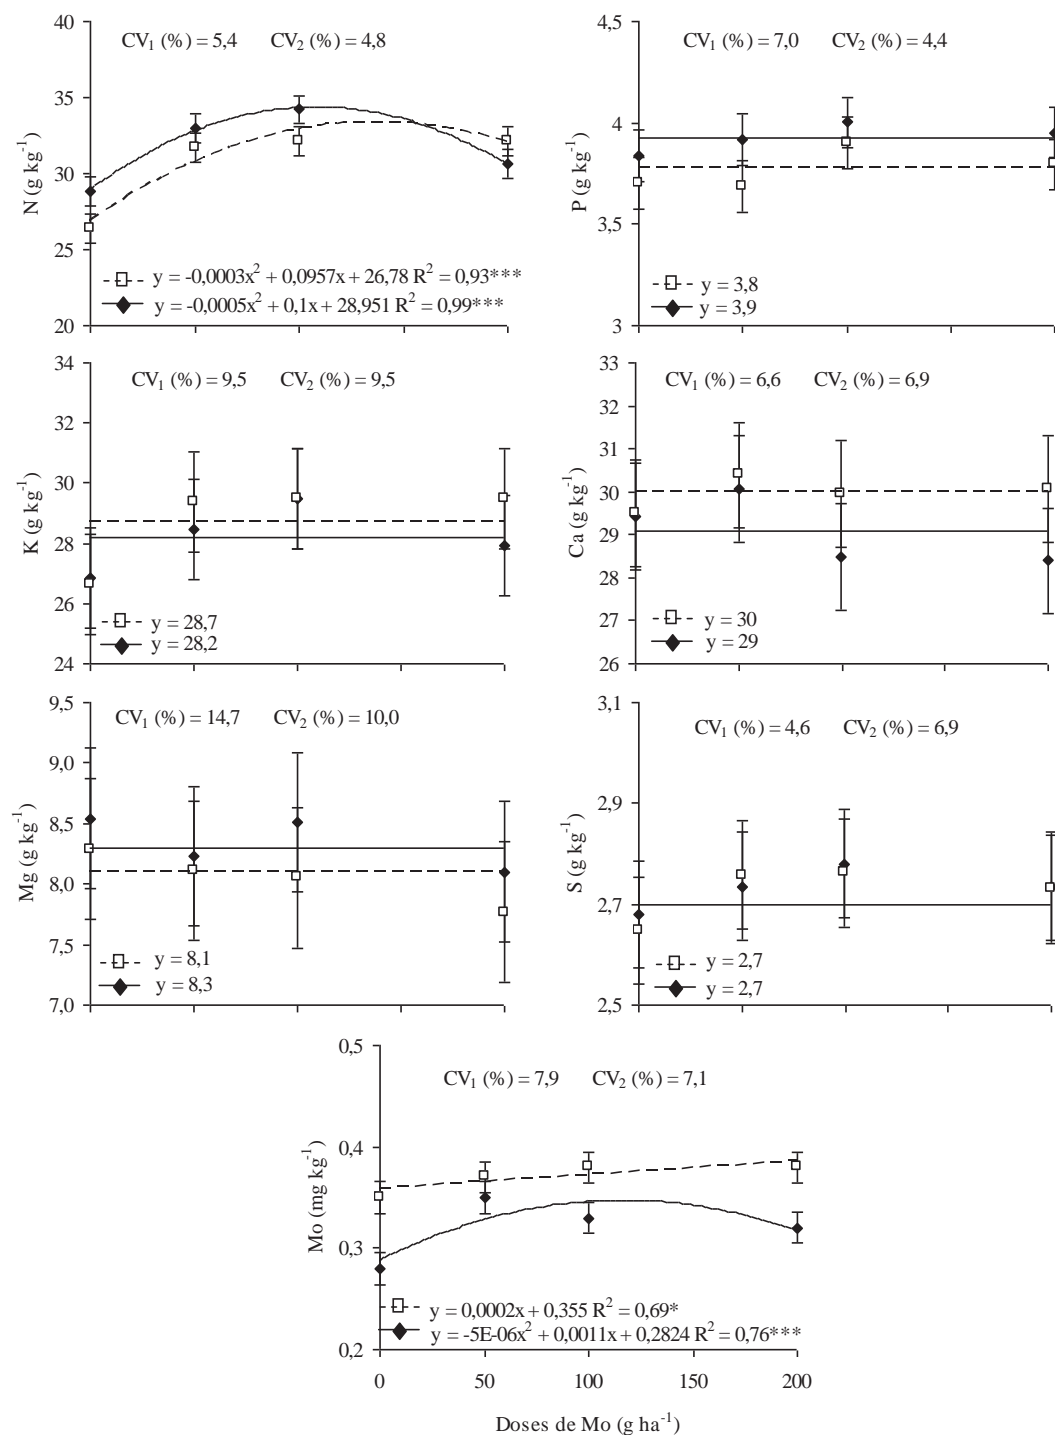 CV₁ (%) = 5,4 CV₂ (%) = 4,8
40
35
30
25
20
N (g kg⁻¹)
y = -0,0003x² + 0,0957x + 26,78 R² = 0,93***
y = -0,0005x² + 0,1x + 28,951 R² = 0,99***
CV₁ (%) = 7,0 CV₂ (%) = 4,4
4,5
4
3,5
3
P (g kg⁻¹)
y = 3,8
y = 3,9
CV₁ (%) = 9,5 CV₂ (%) = 9,5
34
32
30
28
26
24
K (g kg⁻¹)
y = 28,7
y = 28,2
CV₁ (%) = 6,6 CV₂ (%) = 6,9
33
32
31
30
29
28
27
26
Ca (g kg⁻¹)
y = 30
y = 29
9,5
CV₁ (%) = 14,7 CV₂ (%) = 10,0
9,0
8,5
8,0
7,5
7,0
Mg (g kg⁻¹)
y = 8,1
y = 8,3
3,1
CV₁ (%) = 4,6 CV₂ (%) = 6,9
2,9
2,7
2,5
S (g kg⁻¹)
y = 2,7
y = 2,7
0,5
CV₁ (%) = 7,9 CV₂ (%) = 7,1
0,4
0,3
0,2
Mo (mg kg⁻¹)
y = 0,0002x + 0,355 R² = 0,69*
y = -5E-06x² + 0,0011x + 0,2824 R² = 0,76***
0 50 100 150 200
Doses de Mo (g ha⁻¹)